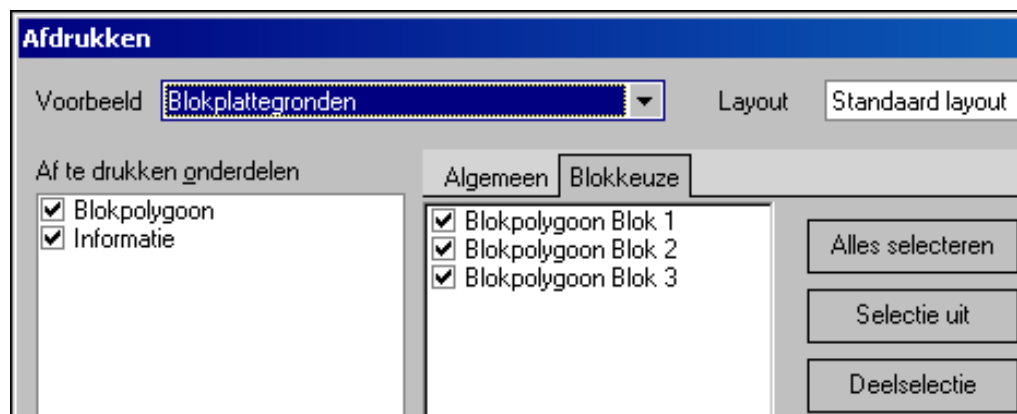 Afdrukken
Voorbeeld Blokplattegronden Layout Standaard layout
Af te drukken onderdelen
Blokpolygoon
Informatie
Algemeen Blokkeuze
Blokpolygoon Blok 1
Blokpolygoon Blok 2
Blokpolygoon Blok 3
Alles selecteren
Selectie uit
Deelselectie